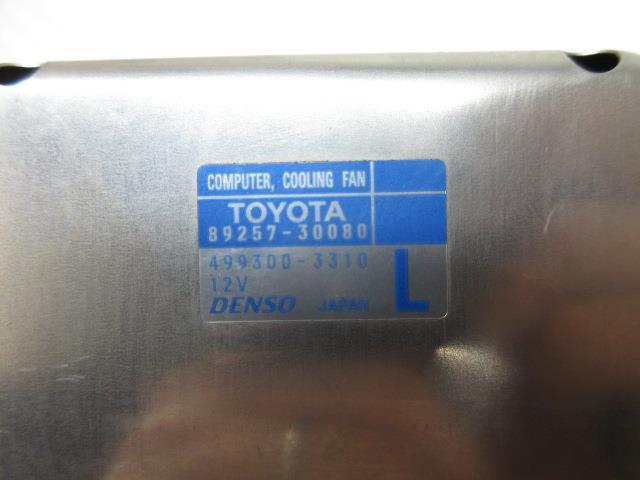 COMPUTER, COOLING FAN
TOYOTA
89257-30080
499300-3310
12V
DENSO JAPAN L